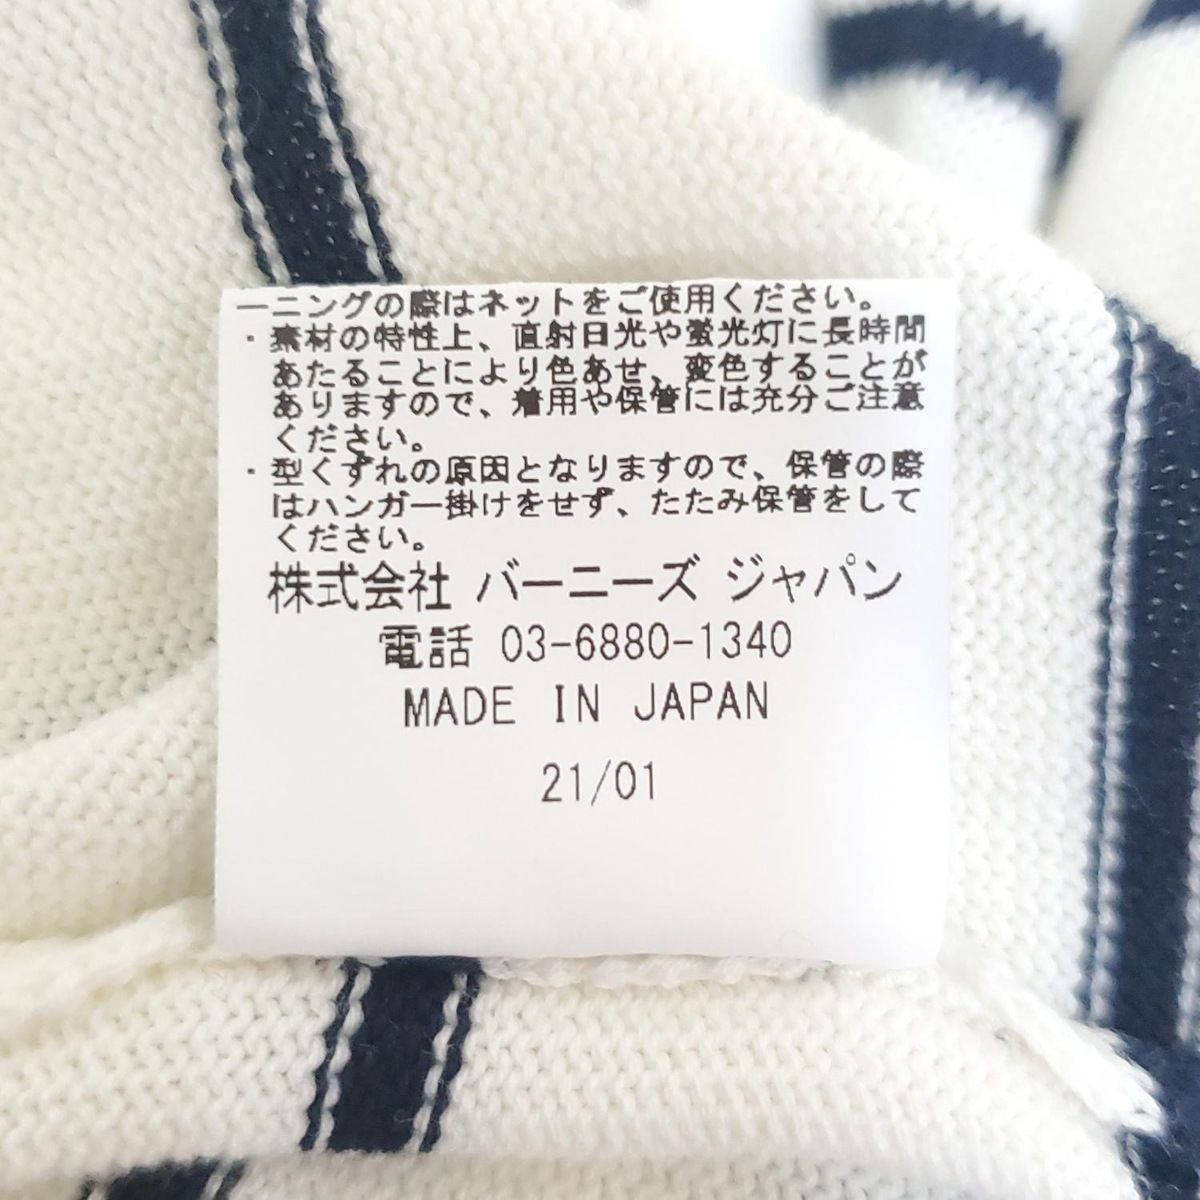 ーニングの際はネットをご使用ください。
・素材の特性上、直射日光や蛍光灯に長時間
あたることにより色あせ、変色することが
ありますので、着用や保管には充分ご注意
ください。
・型くずれの原因となりますので、保管の際
はハンガー掛けをせず、たたみ保管をして
ください。
株式会社 バーニーズ ジャパン
電話 03-6880-1340
MADE IN JAPAN
21/01